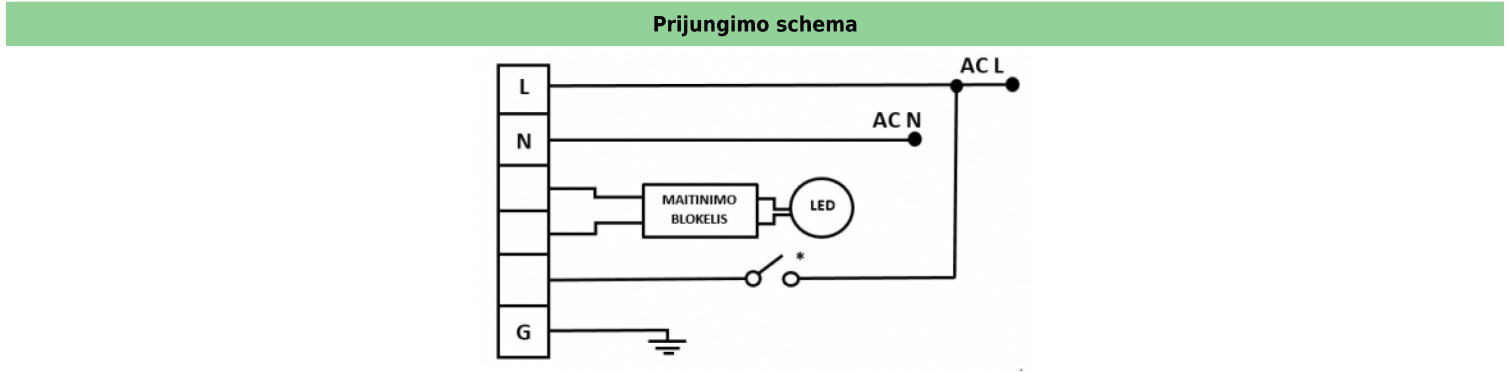 Prijungimo schema
AC L
L
AC N
N
MAITINIMO
BLOKELIS
LED
*
G